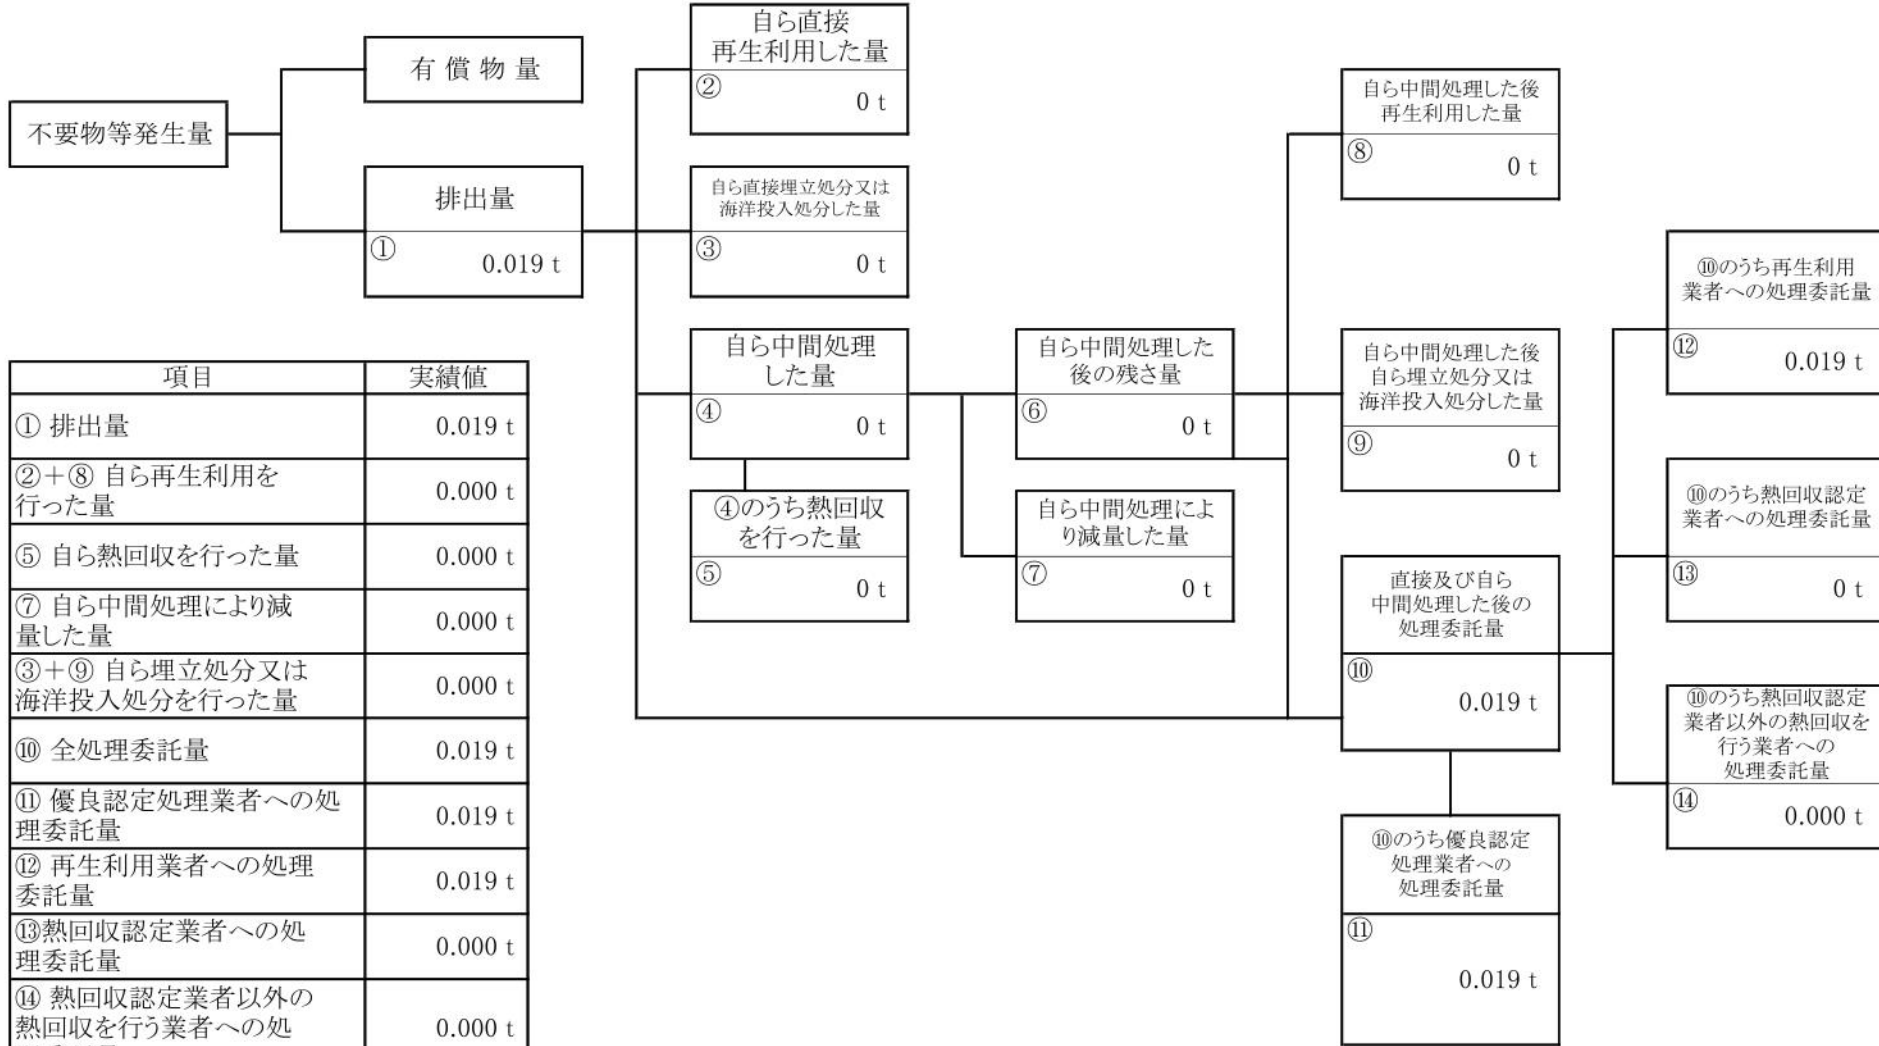 不要物等発生量
有償物量
排出量
①
0.019 t
自ら直接
再生利用した量
②
0 t
自ら直接埋立処分又は
海洋投入処分した量
③
0 t
自ら中間処理
した量
④
0 t
④のうち熱回収
を行った量
⑤
0 t
自ら中間処理した
後の残さ量
⑥
0 t
自ら中間処理によ
り減量した量
⑦
0 t
自ら中間処理した後
再生利用した量
⑧
0 t
自ら中間処理した後
自ら埋立処分又は
海洋投入処分した量
⑨
0 t
直接及び自ら
中間処理した後の
処理委託量
⑩
0.019 t
⑩のうち優良認定
処理業者への
処理委託量
⑪
0.019 t
⑩のうち再生利用
業者への処理委託量
⑫
0.019 t
⑩のうち熱回収認定
業者への処理委託量
⑬
0 t
⑩のうち熱回収認定
業者以外の熱回収を
行う業者への
処理委託量
⑭
0.000 t
項目 実績値
① 排出量 0.019 t
②＋⑧ 自ら再生利用を
行った量 0.000 t
⑤ 自ら熱回収を行った量 0.000 t
⑦ 自ら中間処理により減
量した量 0.000 t
③＋⑨ 自ら埋立処分又は
海洋投入処分を行った量 0.000 t
⑩ 全処理委託量 0.019 t
⑪ 優良認定処理業者への処
理委託量 0.019 t
⑫ 再生利用業者への処理
委託量 0.019 t
⑬熱回収認定業者への処
理委託量 0.000 t
⑭ 熱回収認定業者以外の
熱回収を行う業者への処 0.000 t